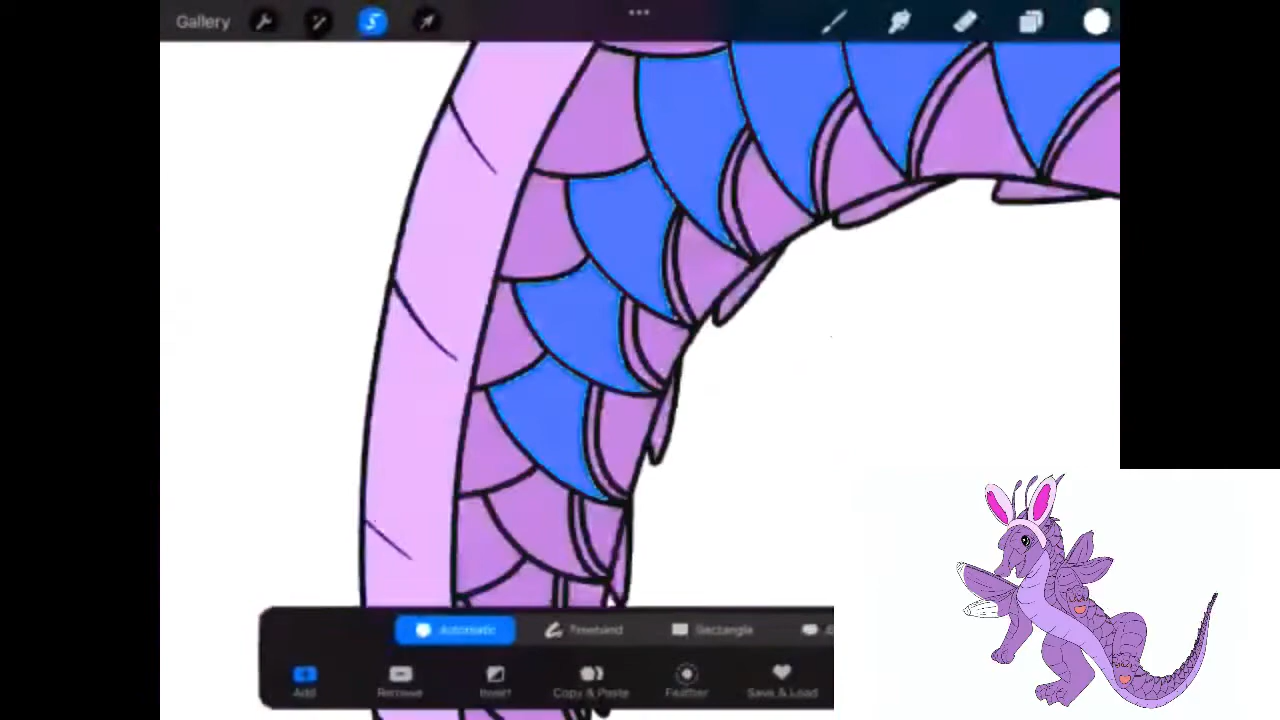 Gallery
Automatic Freehand Rectangle
Add Remove Invert Copy & Paste Feather Save & Load